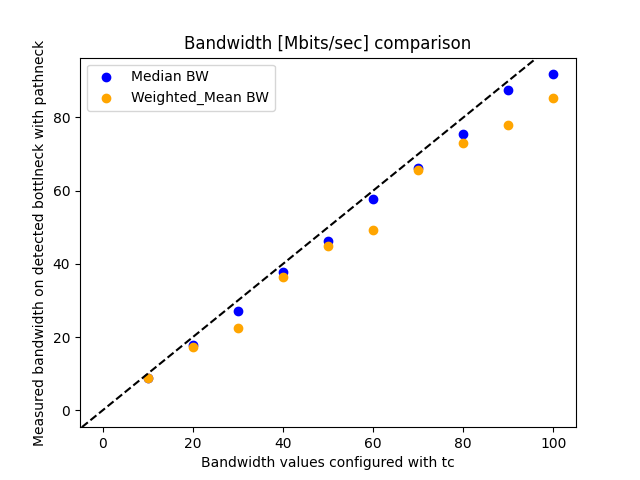 Bandwidth [Mbits/sec] comparison
Median BW
Weighted_Mean BW
Measured bandwidth on detected bottlneck with pathneck
80
60
40
20
0
0 20 40 60 80 100
Bandwidth values configured with tc